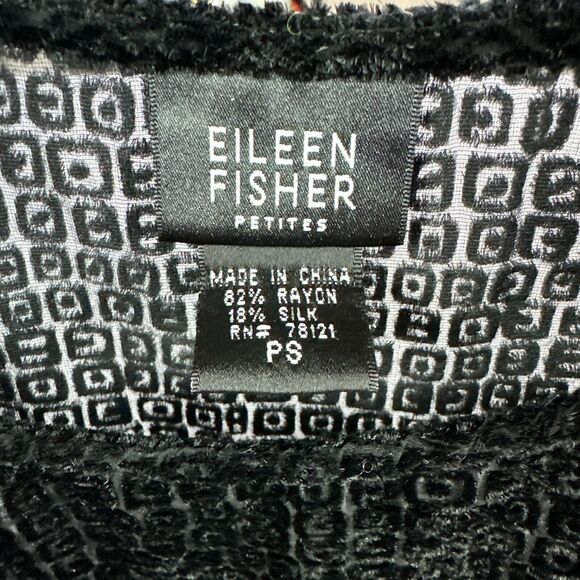 EILEEN
FISHER
PETITES
MADE IN CHINA
82% RAYON
18% SILK
RN# 78121
PS